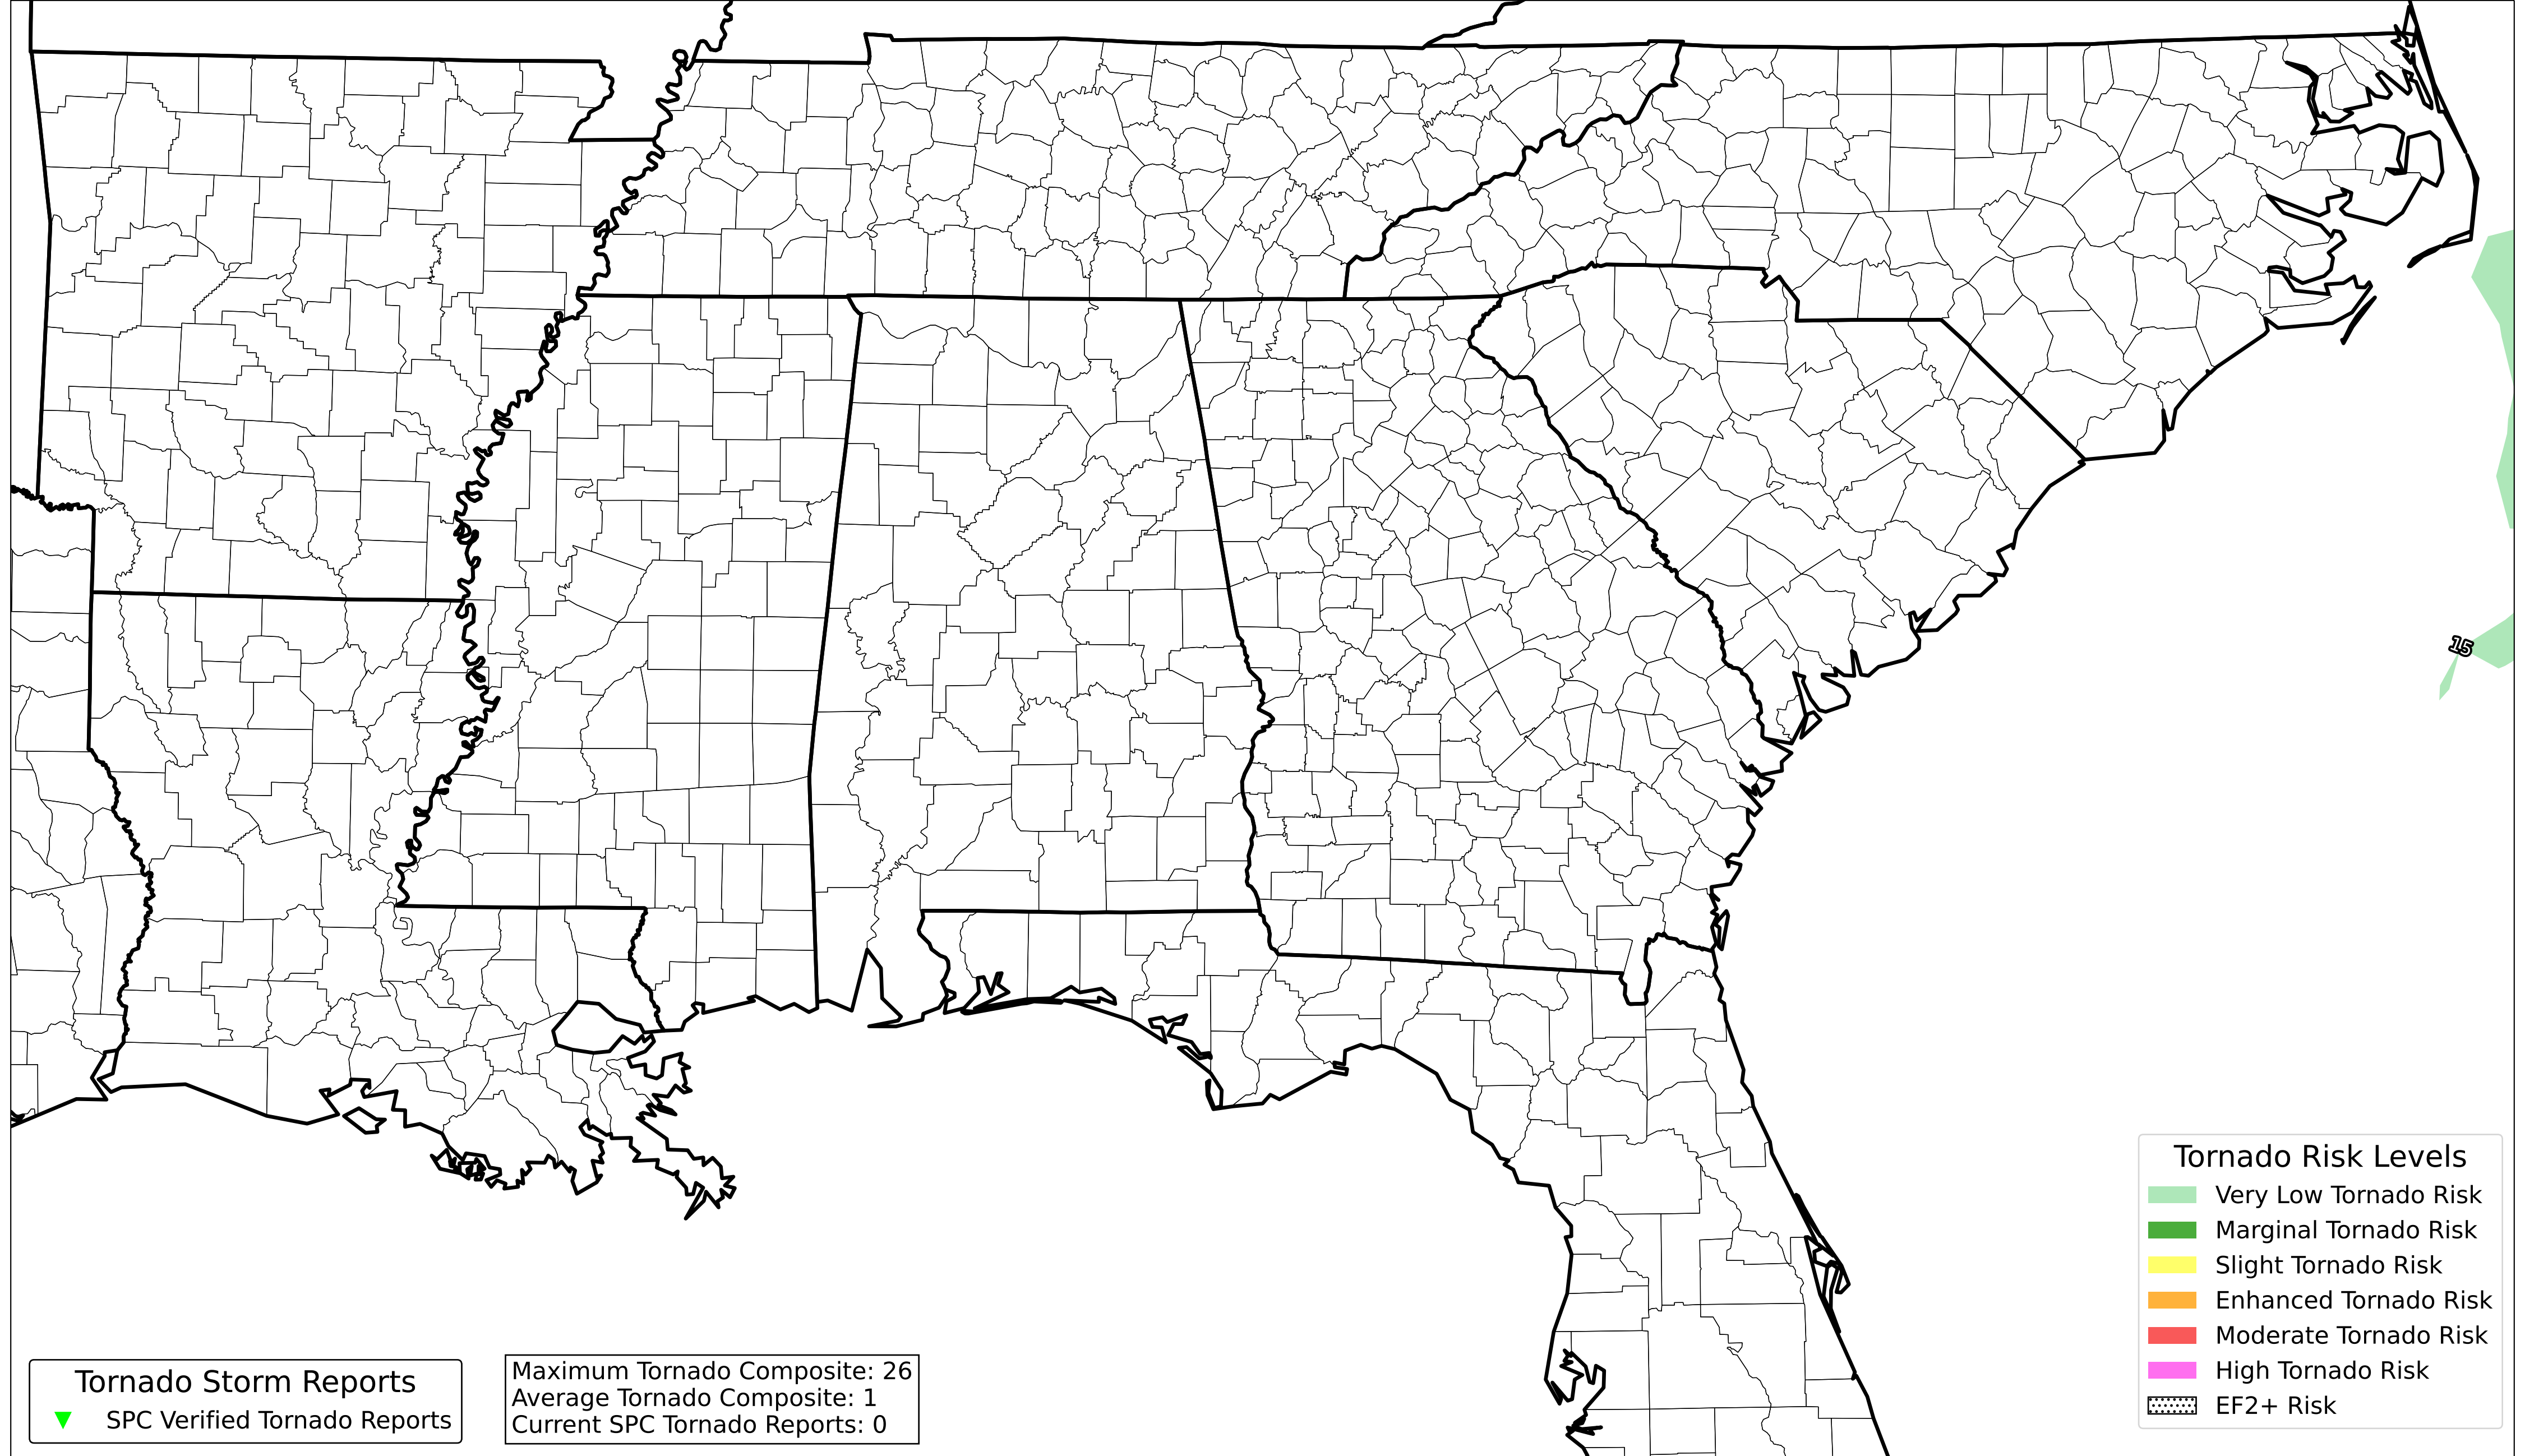 15
Tornado Risk Levels
Very Low Tornado Risk
Marginal Tornado Risk
Slight Tornado Risk
Enhanced Tornado Risk
Moderate Tornado Risk
High Tornado Risk
EF2+ Risk
Tornado Storm Reports
SPC Verified Tornado Reports
Maximum Tornado Composite: 26
Average Tornado Composite: 1
Current SPC Tornado Reports: 0